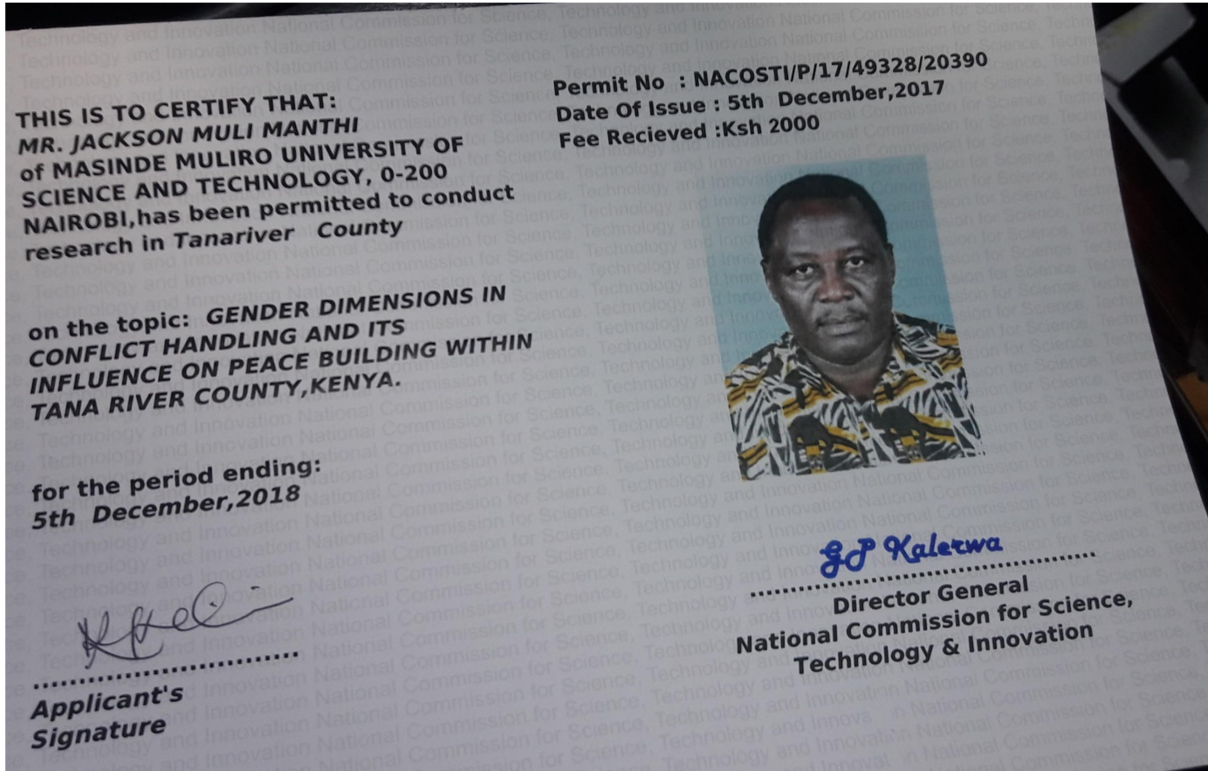 THIS IS TO CERTIFY THAT:
MR. JACKSON MULI MANTHI
of MASINDE MULIRO UNIVERSITY OF
SCIENCE AND TECHNOLOGY, 0-200
NAIROBI,has been permitted to conduct
research in Tanariver County
on the topic: GENDER DIMENSIONS IN
CONFLICT HANDLING AND ITS
INFLUENCE ON PEACE BUILDING WITHIN
TANA RIVER COUNTY,KENYA.
for the period ending:
5th December,2018
Applicant's
Signature
Permit No : NACOSTI/P/17/49328/20390
Date Of Issue : 5th December,2017
Fee Recieved :Ksh 2000
GP Kalerwa
Director General
National Commission for Science,
Technology & Innovation